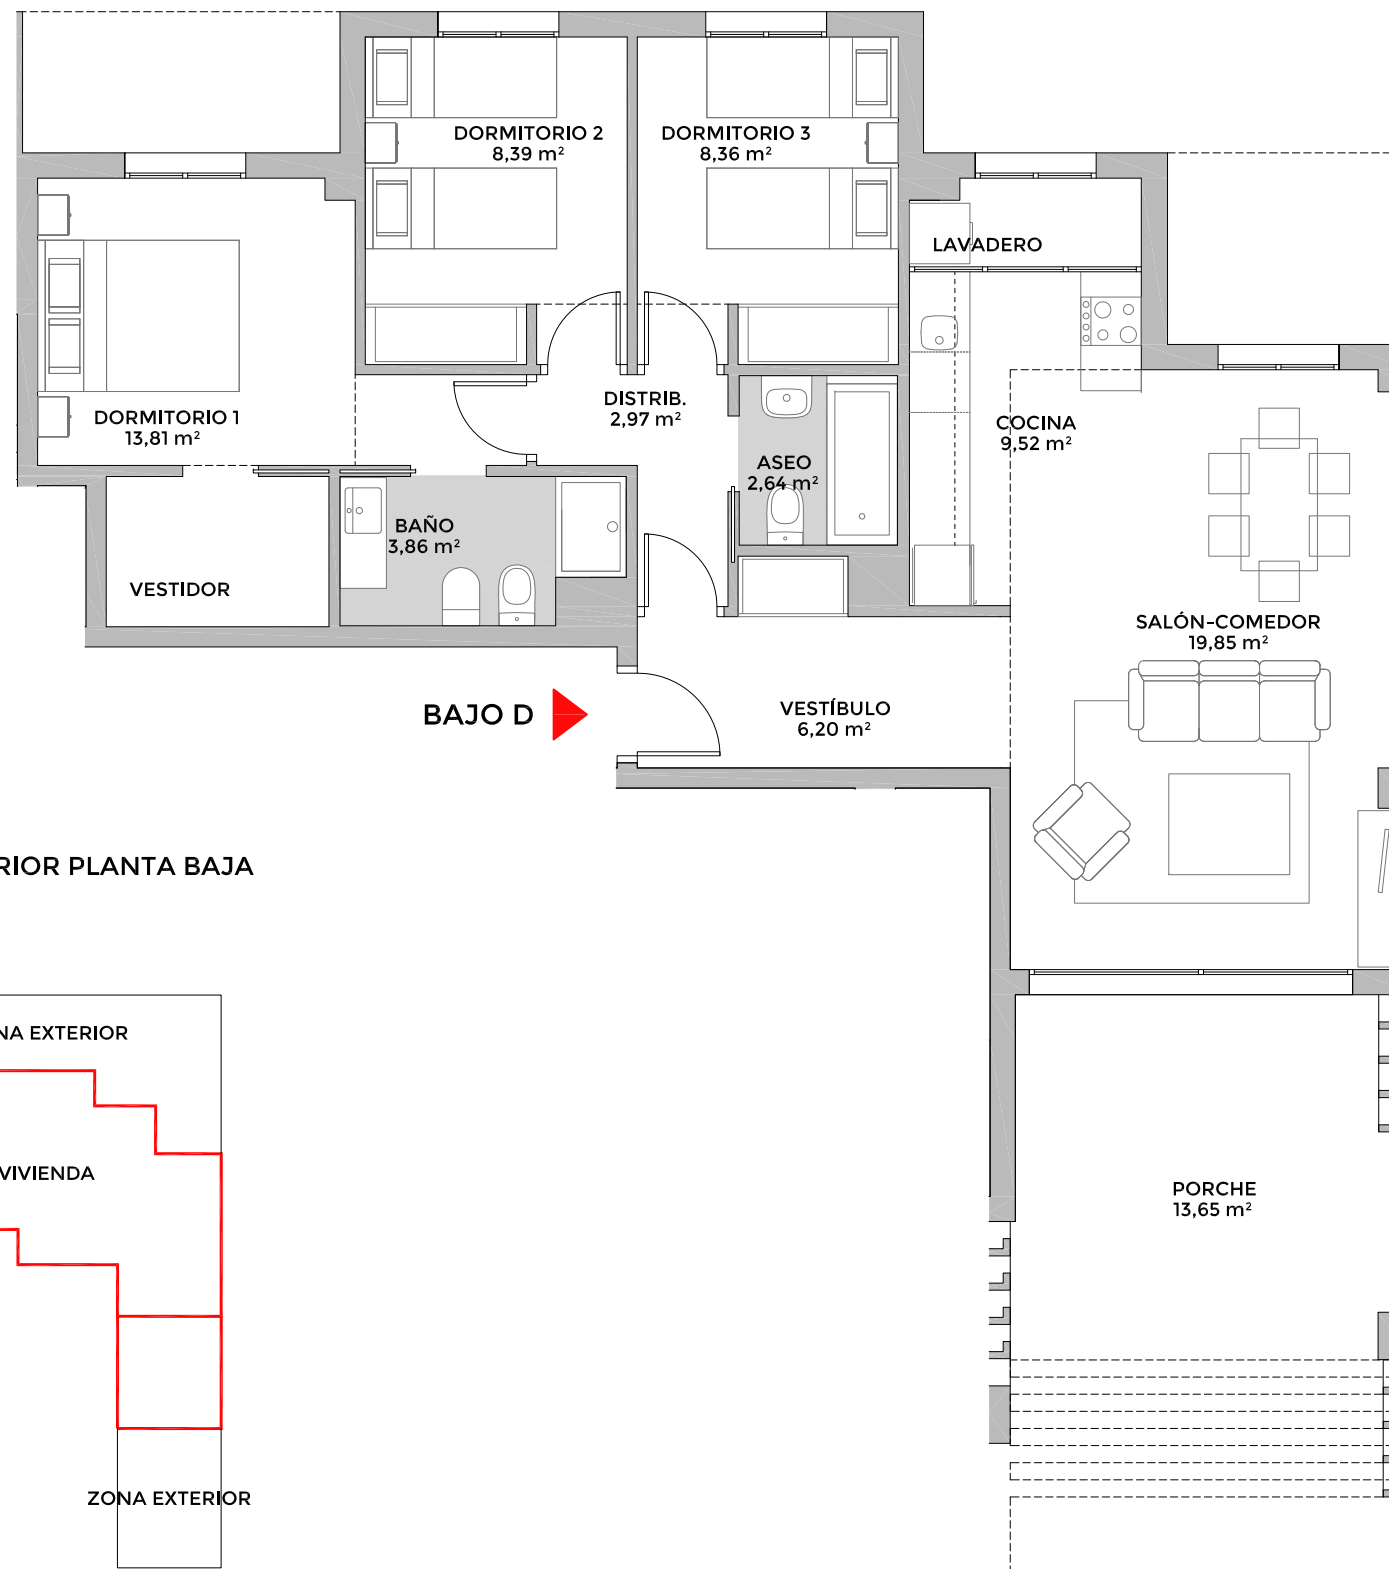 DORMITORIO 2
8,39 m²
DORMITORIO 3
8,36 m²
LAVADERO
DORMITORIO 1
13,81 m²
DISTRIB.
2,97 m²
COCINA
9,52 m²
ASEO
2,64 m²
BAÑO
3,86 m²
VESTIDOR
SALÓN-COMEDOR
19,85 m²
BAJO D
VESTÍBULO
6,20 m²
RIOR PLANTA BAJA
NA EXTERIOR
VIVIENDA
PORCHE
13,65 m²
ZONA EXTERIOR